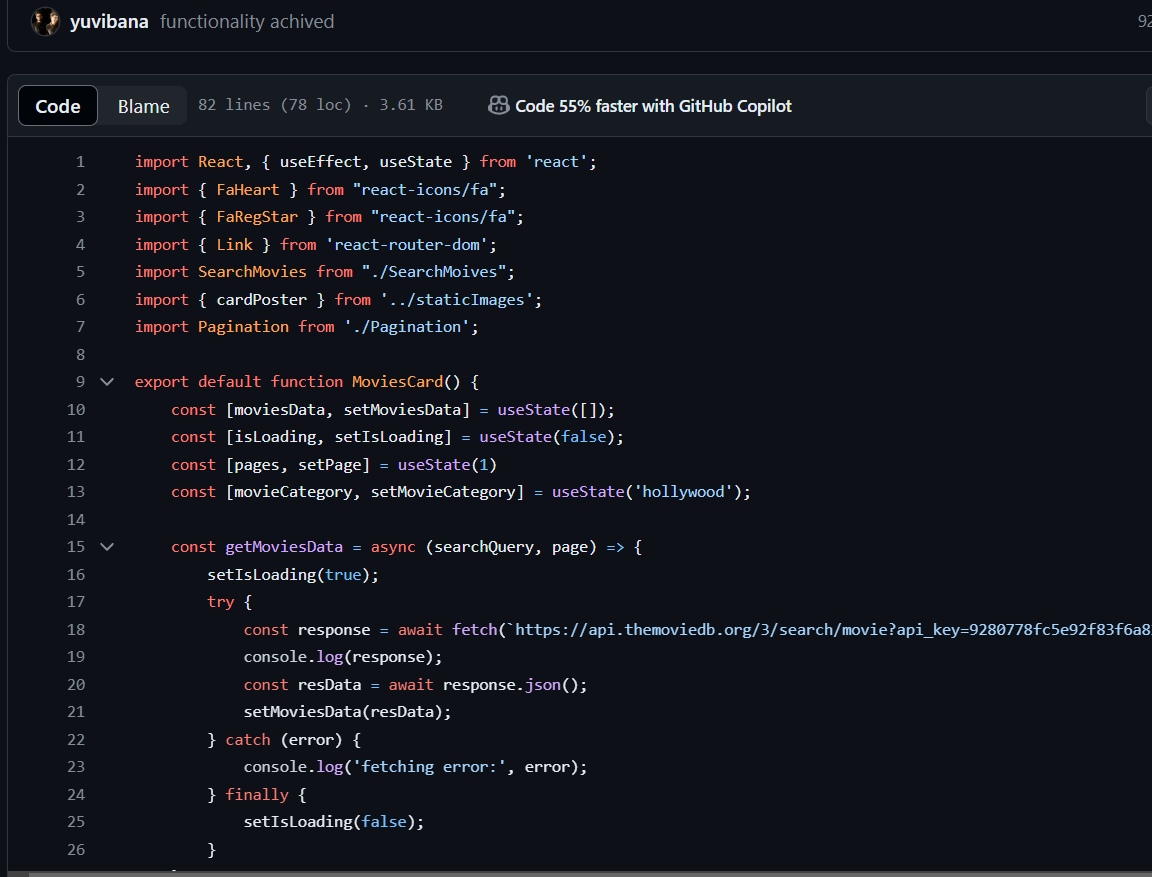 yuvibana functionality achived
Code Blame 82 lines (78 loc) · 3.61 KB Code 55% faster with GitHub Copilot
1 import React, { useEffect, useState } from 'react';
2 import { FaHeart } from "react-icons/fa";
3 import { FaRegStar } from "react-icons/fa";
4 import { Link } from 'react-router-dom';
5 import SearchMovies from "./SearchMoives";
6 import { cardPoster } from '../staticImages';
7 import Pagination from './Pagination';
8
9 export default function MoviesCard() {
10 const [moviesData, setMoviesData] = useState([]);
11 const [isLoading, setIsLoading] = useState(false);
12 const [pages, setPage] = useState(1)
13 const [movieCategory, setMovieCategory] = useState('hollywood');
14
15 const getMoviesData = async (searchQuery, page) => {
16 setIsLoading(true);
17 try {
18 const response = await fetch(`https://api.themoviedb.org/3/search/movie?api_key=9280778fc5e92f83f6a8
19 console.log(response);
20 const resData = await response.json();
21 setMoviesData(resData);
22 } catch (error) {
23 console.log('fetching error:', error);
24 } finally {
25 setIsLoading(false);
26 }